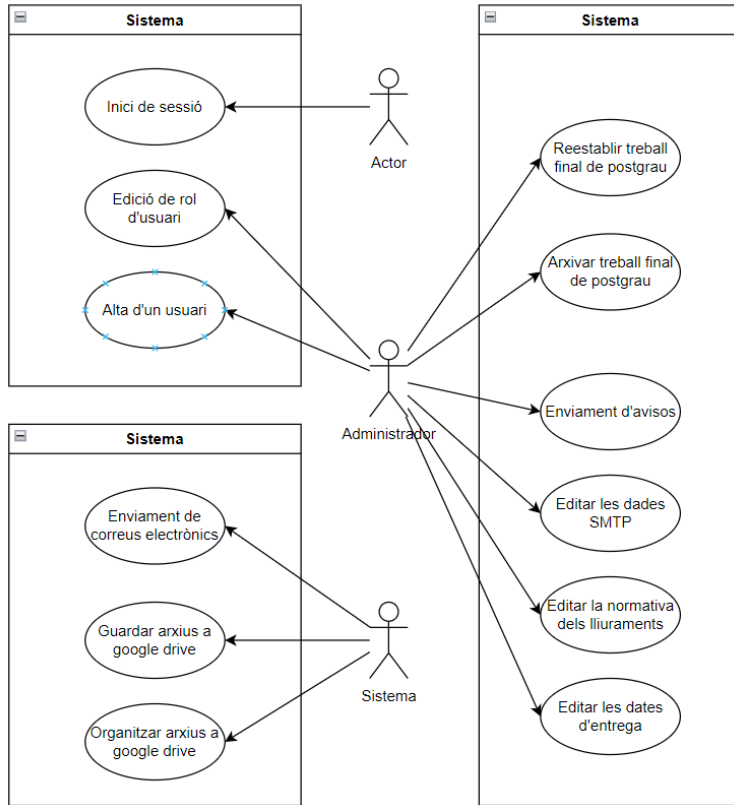 Sistema
Inici de sessió
Edició de rol
d'usuari
Alta d'un usuari
Actor
Administrador
Sistema
Reestablir treball
final de postgrau
Arxivar treball final
de postgrau
Enviament d'avisos
Editar les dades
SMTP
Editar la normativa
dels lliuraments
Editar les dates
d'entrega
Sistema
Enviament de
correus electrònics
Guardar arxius a
google drive
Organitzar arxius a
google drive
Sistema